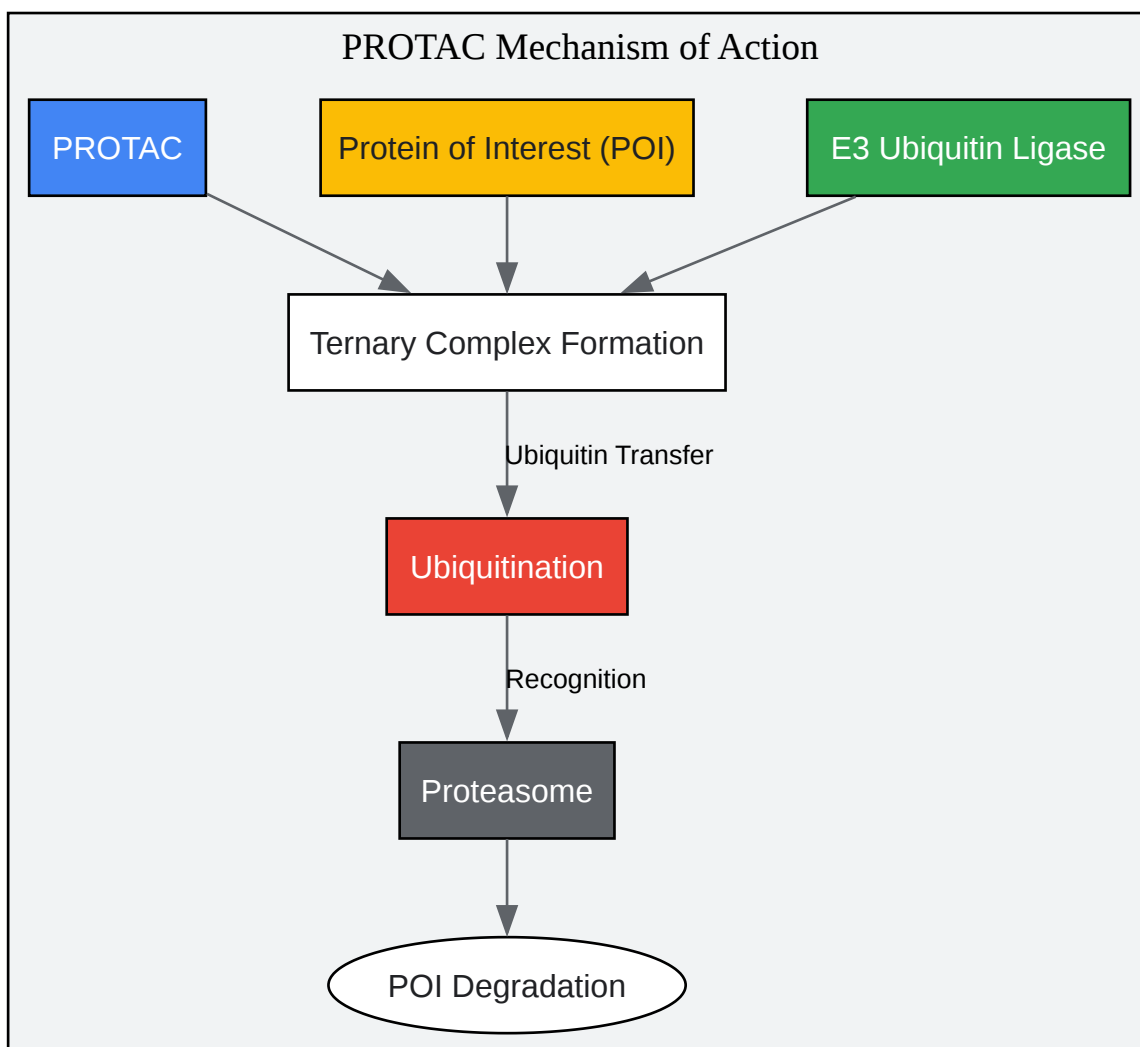 PROTAC Mechanism of Action
PROTAC
Protein of Interest (POI)
E3 Ubiquitin Ligase
Ternary Complex Formation
Ubiquitin Transfer
Ubiquitination
Recognition
Proteasome
POI Degradation